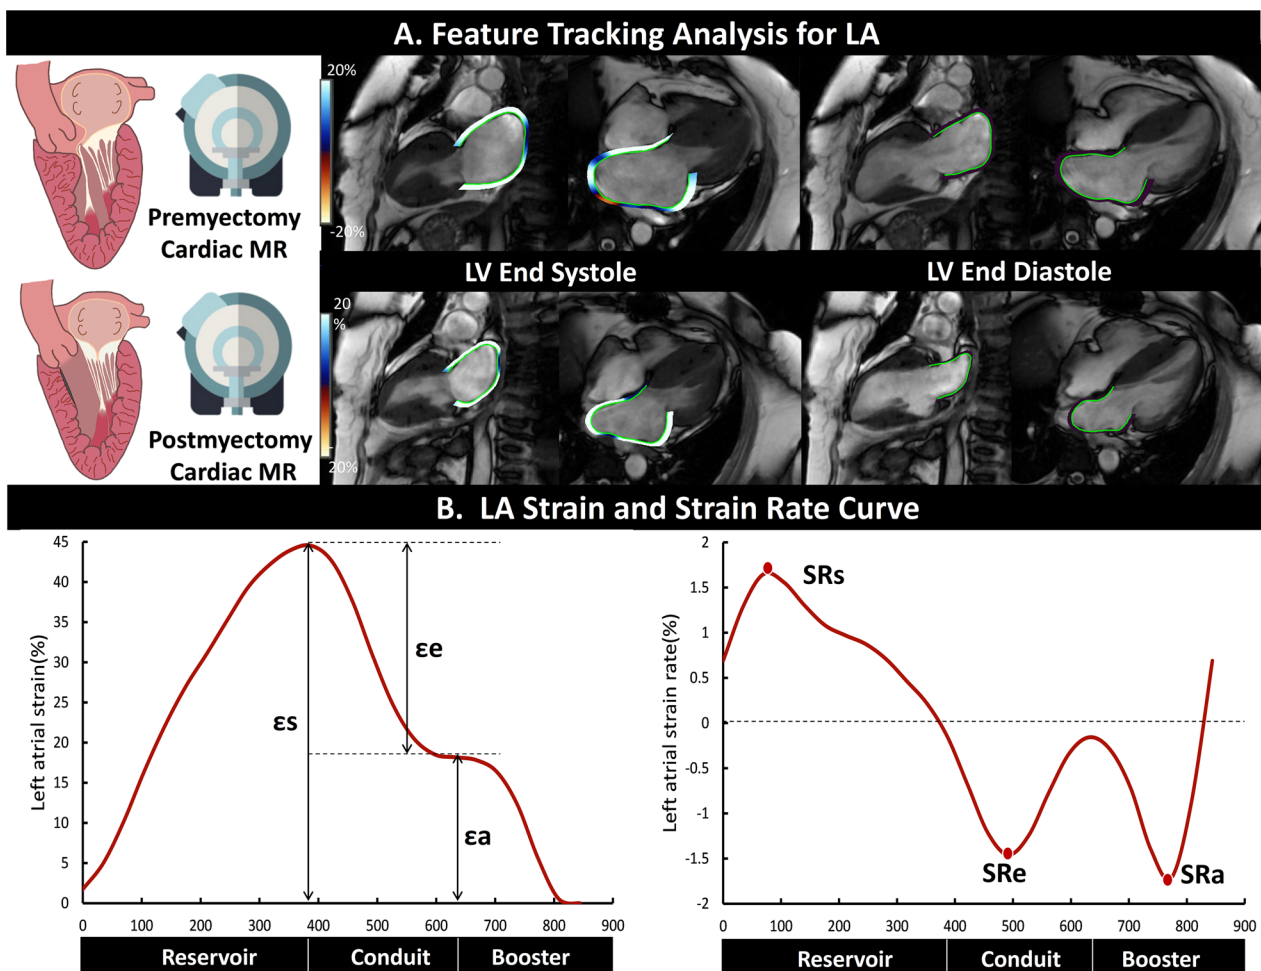 A. Feature Tracking Analysis for LA
20%
-20%
Premyectomy
Cardiac MR
LV End Systole
LV End Diastole
20
%
20%
Postmyectomy
Cardiac MR
B. LA Strain and Strain Rate Curve
Left atrial strain(%)
45
40
35
30
25
20
15
10
5
0
εs
εe
εa
0 100 200 300 400 500 600 700 800 900
Reservoir Conduit Booster
Left atrial strain rate(%)
2
1.5
1
0.5
0
-0.5
-1
-1.5
-2
SRs
SRe
SRa
0 100 200 300 400 500 600 700 800 900
Reservoir Conduit Booster